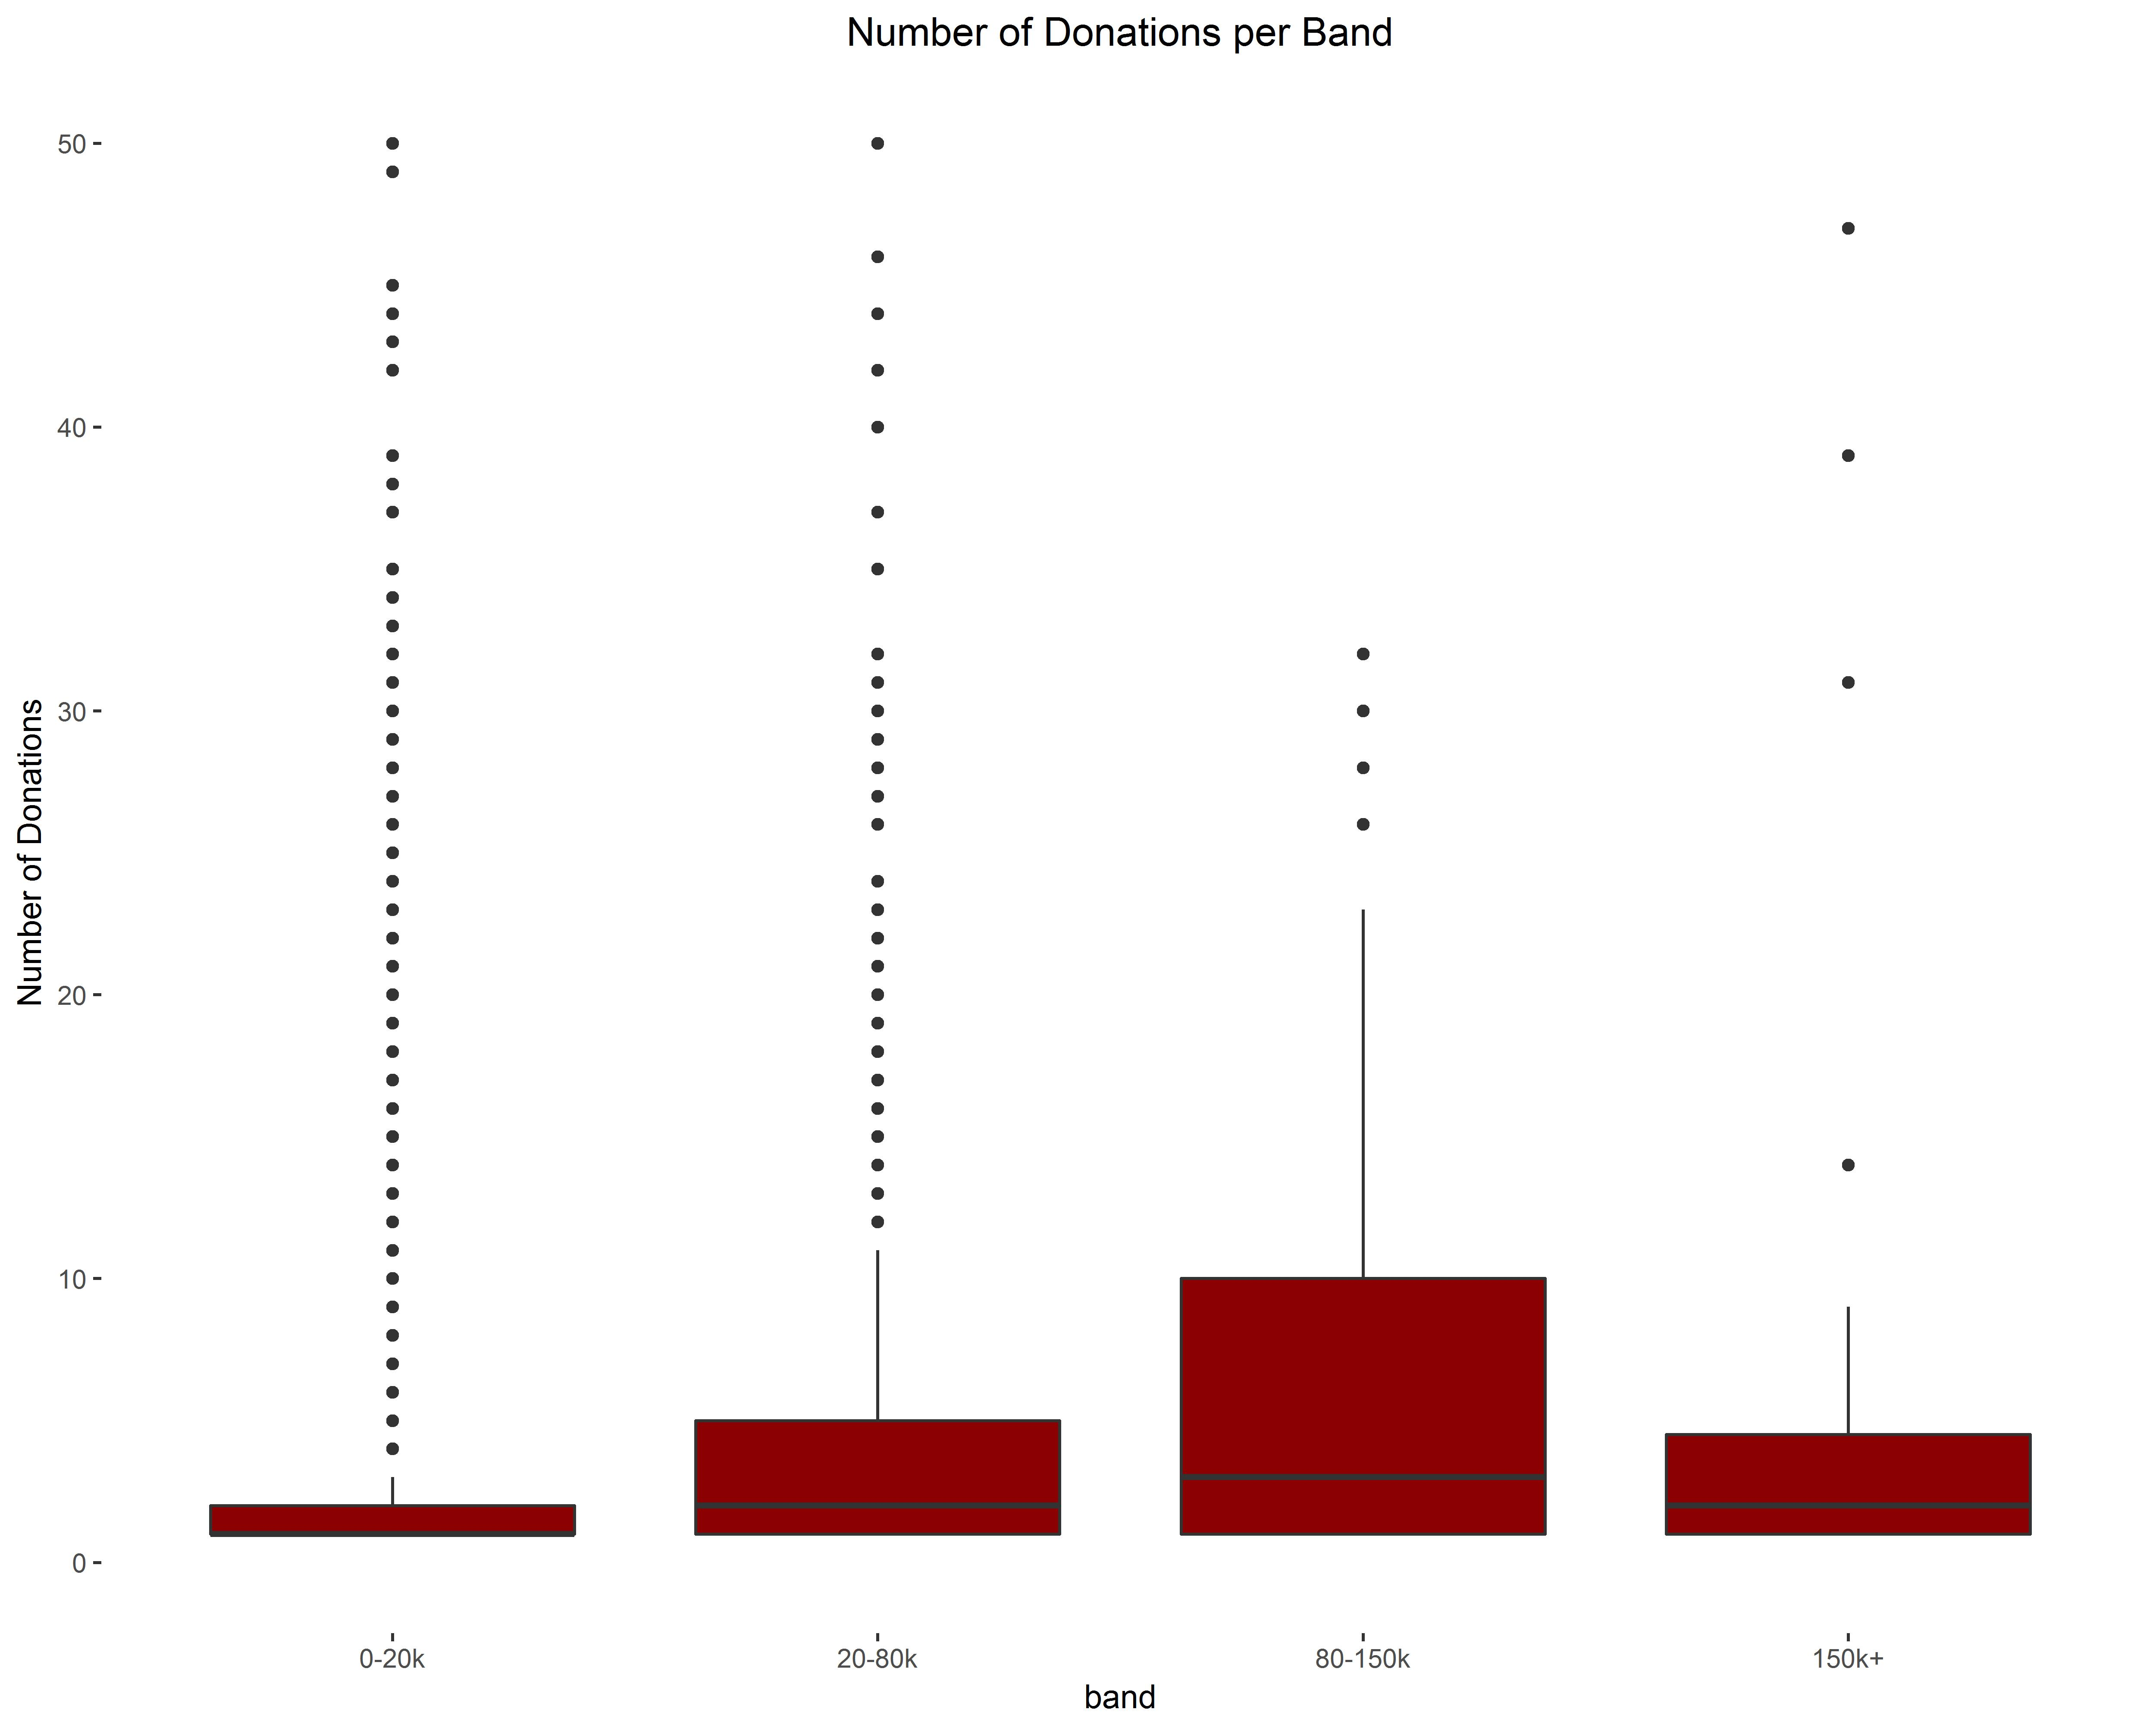 Number of Donations per Band
Number of Donations
50
40
30
20
10
0
0-20k
20-80k
80-150k
150k+
band